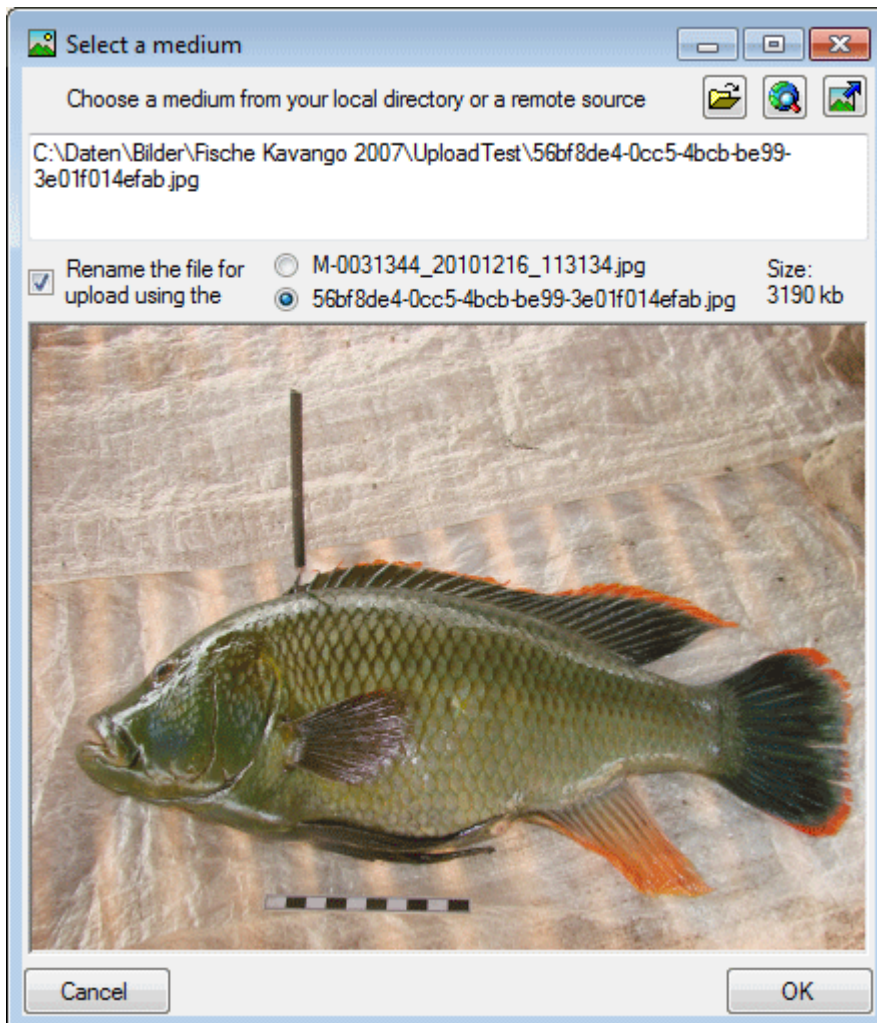 Select a medium
Choose a medium from your local directory or a remote source
C:\Daten\Bilder\Fische Kavango 2007\UploadTest\56bf8de4-0cc5-4bcb-be99-
3e01f014efab.jpg
Rename the file for
upload using the
M-0031344_20101216_113134.jpg
56bf8de4-0cc5-4bcb-be99-3e01f014efab.jpg
Size:
3190 kb
Cancel
OK